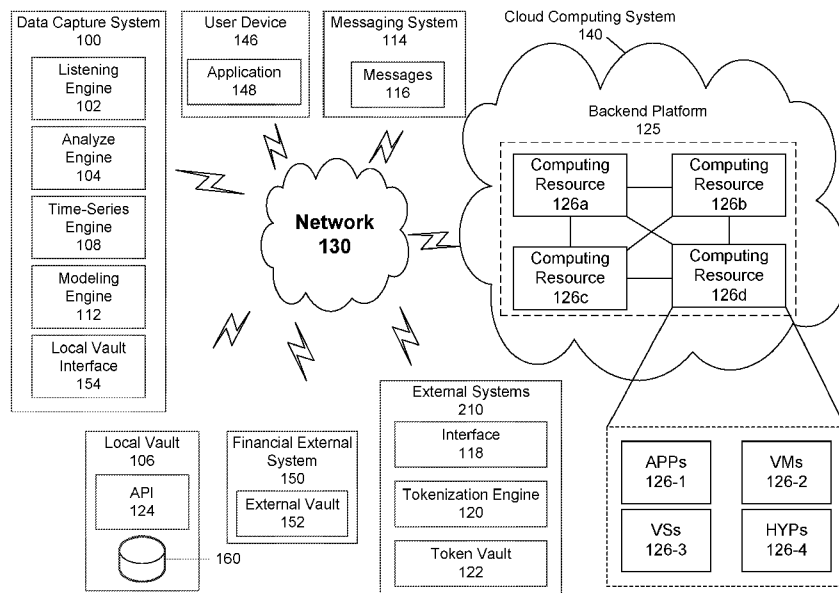 Data Capture System
100
Listening
Engine
102
Analyze
Engine
104
Time-Series
Engine
108
Modeling
Engine
112
Local Vault
Interface
154
User Device
146
Application
148
Messaging
System
114
Messages
116
Cloud Computing
System
140
Backend Platform
125
Computing
Resource
126a
Computing
Resource
126b
Computing
Resource
126c
Computing
Resource
126d
Network
130
Local Vault
106
API
124
160
Financial External
System
150
External Vault
152
External Systems
210
Interface
118
Tokenization Engine
120
Token Vault
122
APPs
126-1
VMs
126-2
VSs
126-3
HYPs
126-4